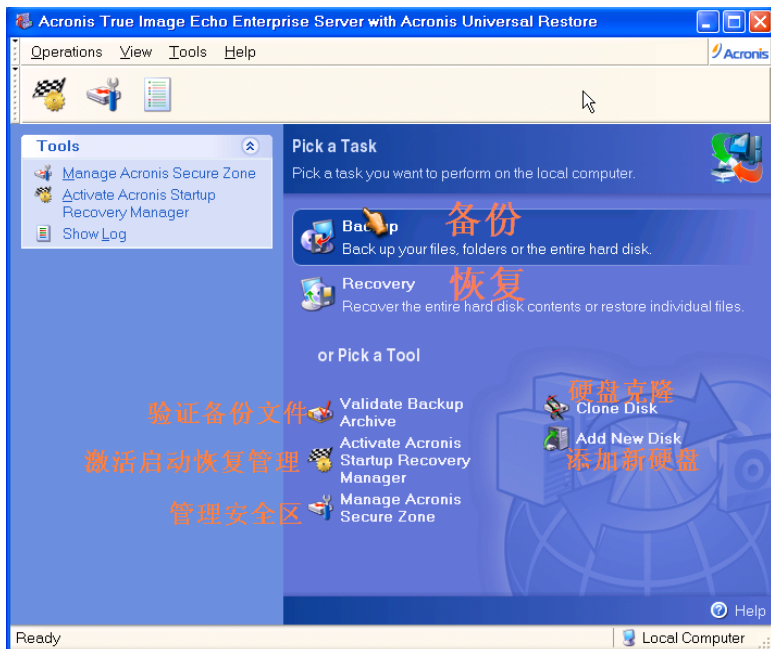 Acronis True Image Echo Enterprise Server with Acronis Universal Restore
Operations View Tools Help
Acronis
Tools
Manage Acronis Secure Zone
Activate Acronis Startup
Recovery Manager
Show Log
Pick a Task
Pick a task you want to perform on the local computer.
Backup 备份
Back up your files, folders or the entire hard disk.
Recovery 恢复
Recover the entire hard disk contents or restore individual files.
or Pick a Tool
验证备份文件
Validate Backup
Archive
激活启动恢复管理
Activate Acronis
Startup Recovery
Manager
管理安全区
Manage Acronis
Secure Zone
硬盘克隆
Clone Disk
Add New Disk
添加新硬盘
Help
Ready
Local Computer